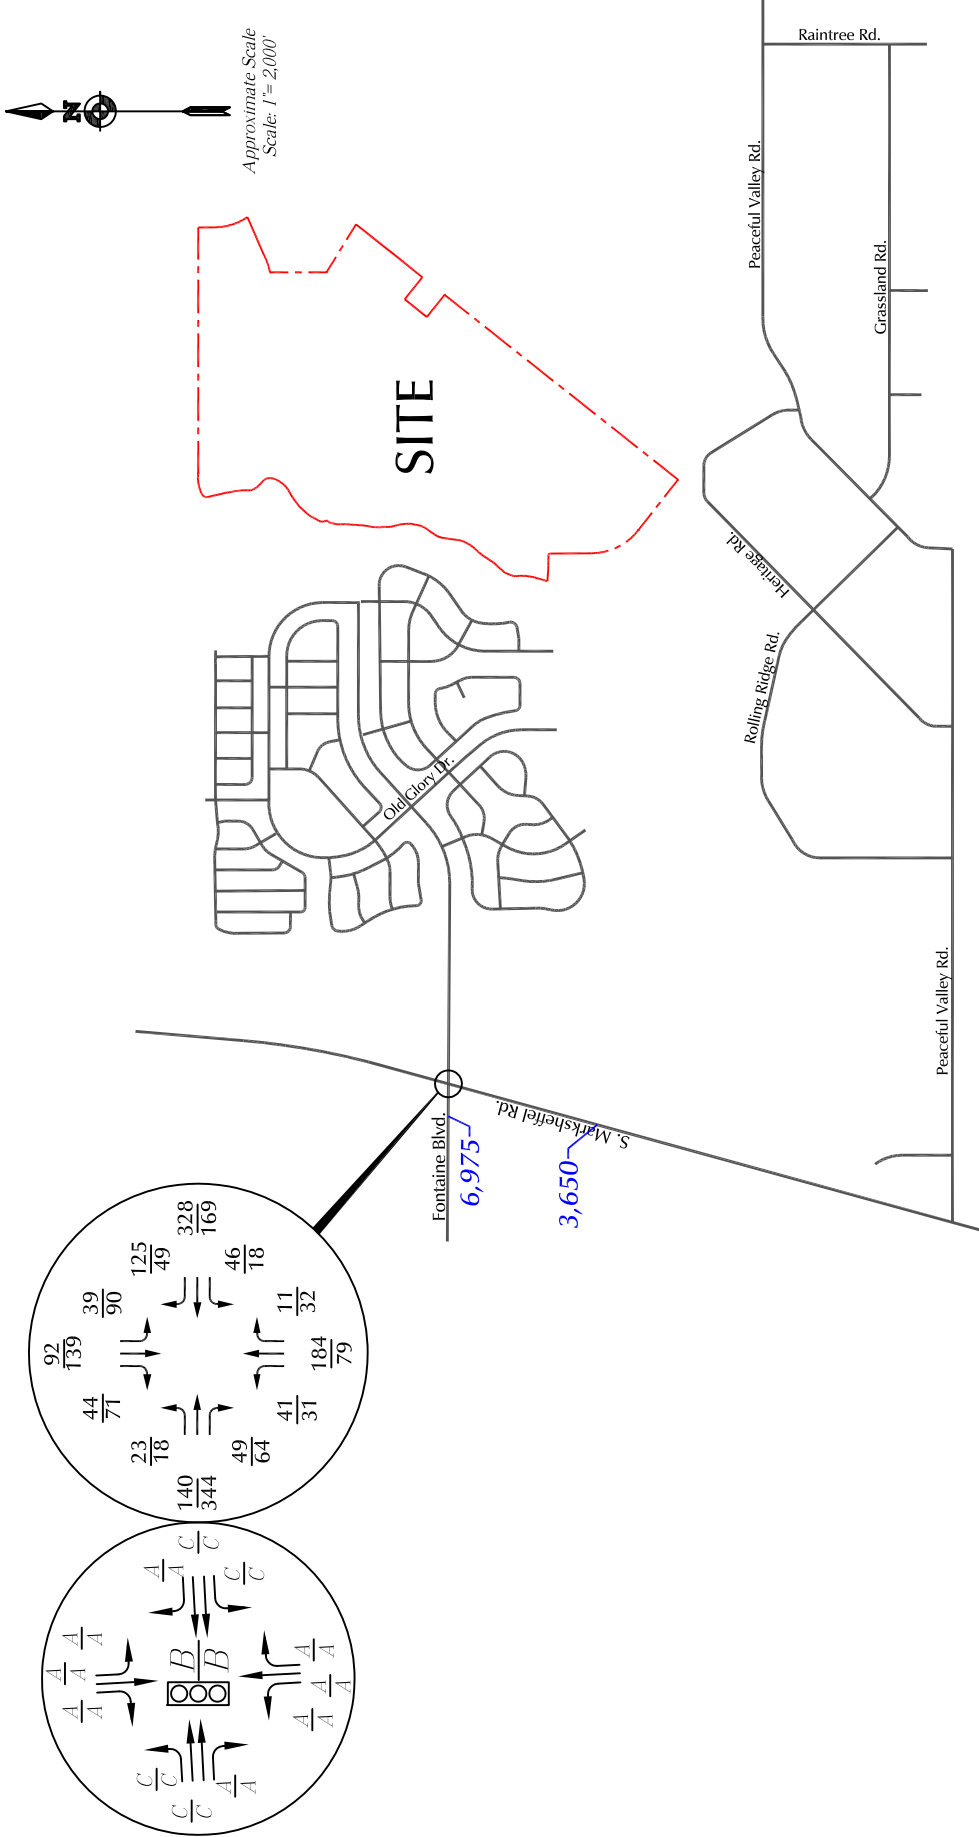 N
Approximate Scale
Scale: 1"= 2,000'
Raintree Rd.
Peaceful Valley Rd.
Grassland Rd.
SITE
Heritage Rd.
Rolling Ridge Rd.
Old Glory Dr.
Peaceful Valley Rd.
S. Marksheffel Rd.
Fontaine Blvd.
6,975
3,650
328
169
125
49
46
18
39
90
11
32
92
139
184
79
44
71
41
31
23
18
49
64
140
344
C
C
A
A
C
C
A
A
A
A
A
A
B
B
A
A
A
A
A
A
C
C
A
A
C
C